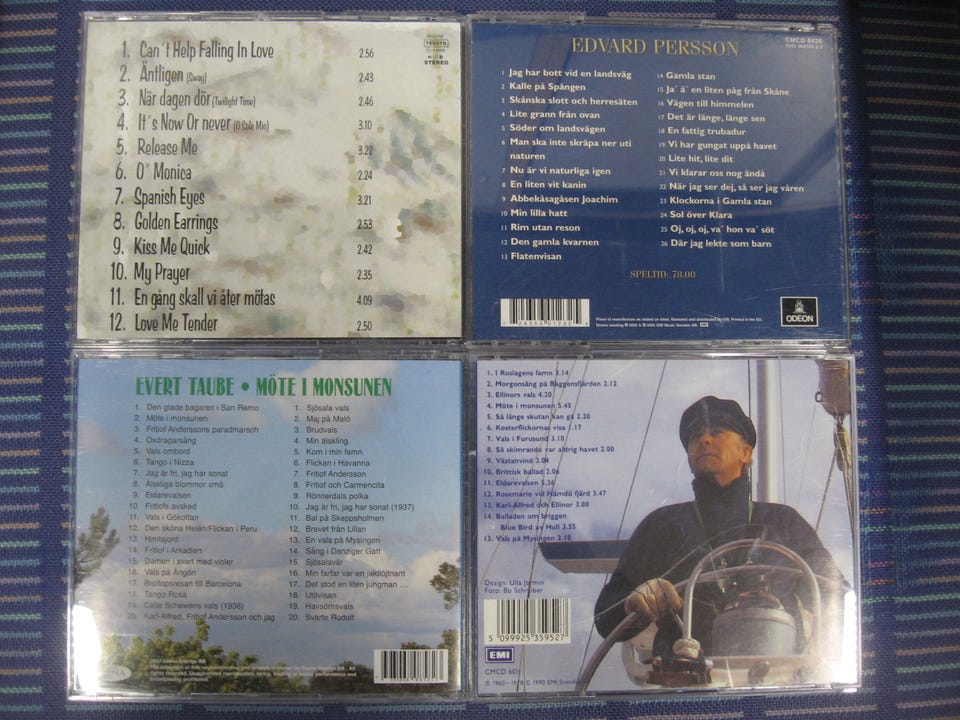 1. Can´t Help Falling In Love 2.56
2. Äntligen (Sway) 2.43
3. När dagen dör (Twilight Time) 2.46
4. It´s Now Or never (O Sole Mio) 3.10
5. Release Me 3.22
6. O´ Monica 2.24
7. Spanish Eyes 3.21
8. Golden Earrings 2.53
9. Kiss Me Quick 2.42
10. My Prayer 2.35
11. En gång skall vi åter mötas 4.09
12. Love Me Tender 2.50
STEREO
CMCD 6426
EDVARD PERSSON
1 Jag har bott vid en landsväg
2 Kalle på Spången
3 Skånska slott och herresäten
4 Lite grann från ovan
5 Söder om landsvägen
6 Man ska inte skräpa ner uti
naturen
7 Nu är vi naturliga igen
8 En liten vit kanin
9 Abbekåsagåsen Joachim
10 Min lilla hatt
11 Rim utan reson
12 Den gamla kvarnen
13 Flatenvisan
14 Gamla stan
15 Ja´ ä´ en liten påg från Skåne
16 Vägen till himmelen
17 Det är länge, länge sen
18 En fattig trubadur
19 Vi har gungat uppå havet
20 Lite hit, lite dit
21 Vi klarar oss nog ändå
22 När jag ser dej, så ser jag våren
23 Klockorna i Gamla stan
24 Sol över Klara
25 Oj, oj, oj, va´ hon va´ söt
26 Där jag lekte som barn
SPELTID: 78.00
ODEON
EVERT TAUBE • MÖTE I MONSUNEN
1. Den glade bagaren i San Remo
2. Möte i monsunen
3. Fritiof Anderssons paradmarsch
4. Oxdragarsång
5. Vals ombord
6. Tango i Nizza
7. Jag är fri, jag har sonat
8. Älskliga blommor små
9. Eldarevalsen
10. Fritiofs avsked
11. Vals i Gökottan
12. Den sköna Helén/Flickan i Peru
13. Himlajord
14. Fritiof i Arkadien
15. Damen i svart med violer
16. Vals på Ängön
17. Bröllopsresan till Barcelona
18. Tango Rosa
19. Calle Schewens vals (1936)
20. Karl-Alfred, Fritiof Andersson och jag
1. Sjösala vals
2. Maj på Malö
3. Brudvals
4. Min älskling
5. Kom i min famn
6. Flickan i Havanna
7. Fritiof Andersson
8. Fritiof och Carmencita
9. Rönnerdals polka
10. Jag är fri, jag har sonat (1937)
11. Bal på Skeppsholmen
12. Brevet från Lillan
13. En vals på Mysingen
14. Sång i Danziger Gatt
15. Sjösalavår
16. Min farfar var en jaktlöjtnant
17. Det stod en liten jungman ....
18. Utövisan
19. Havsörnsvals
20. Svarte Rudolf
1. I Roslagens famn 3.14
2. Morgonsång på Baggensfjärden 2.12
3. Ellinors vals 4.20
4. Möte i monsunen 5.45
5. Så länge skutan kan gå 2.20
6. Kosterflickornas visa 1.17
7. Vals i Furusund 3.10
8. Så skimrande var aldrig havet 2.00
9. Västanvind 3.04
10. Brittisk ballad 2.06
11. Eldarevalsen 5.36
12. Rosemarie vid Nämdö fjärd 3.47
13. Karl-Alfred och Ellinor 3.08
14. Balladen om briggen
Blue Bird av Hull 3.55
15. Vals på Mysingen 2.18
Design: Ulla Jormin
Foto: Bo Schreiber
5 099925 359527
EMI